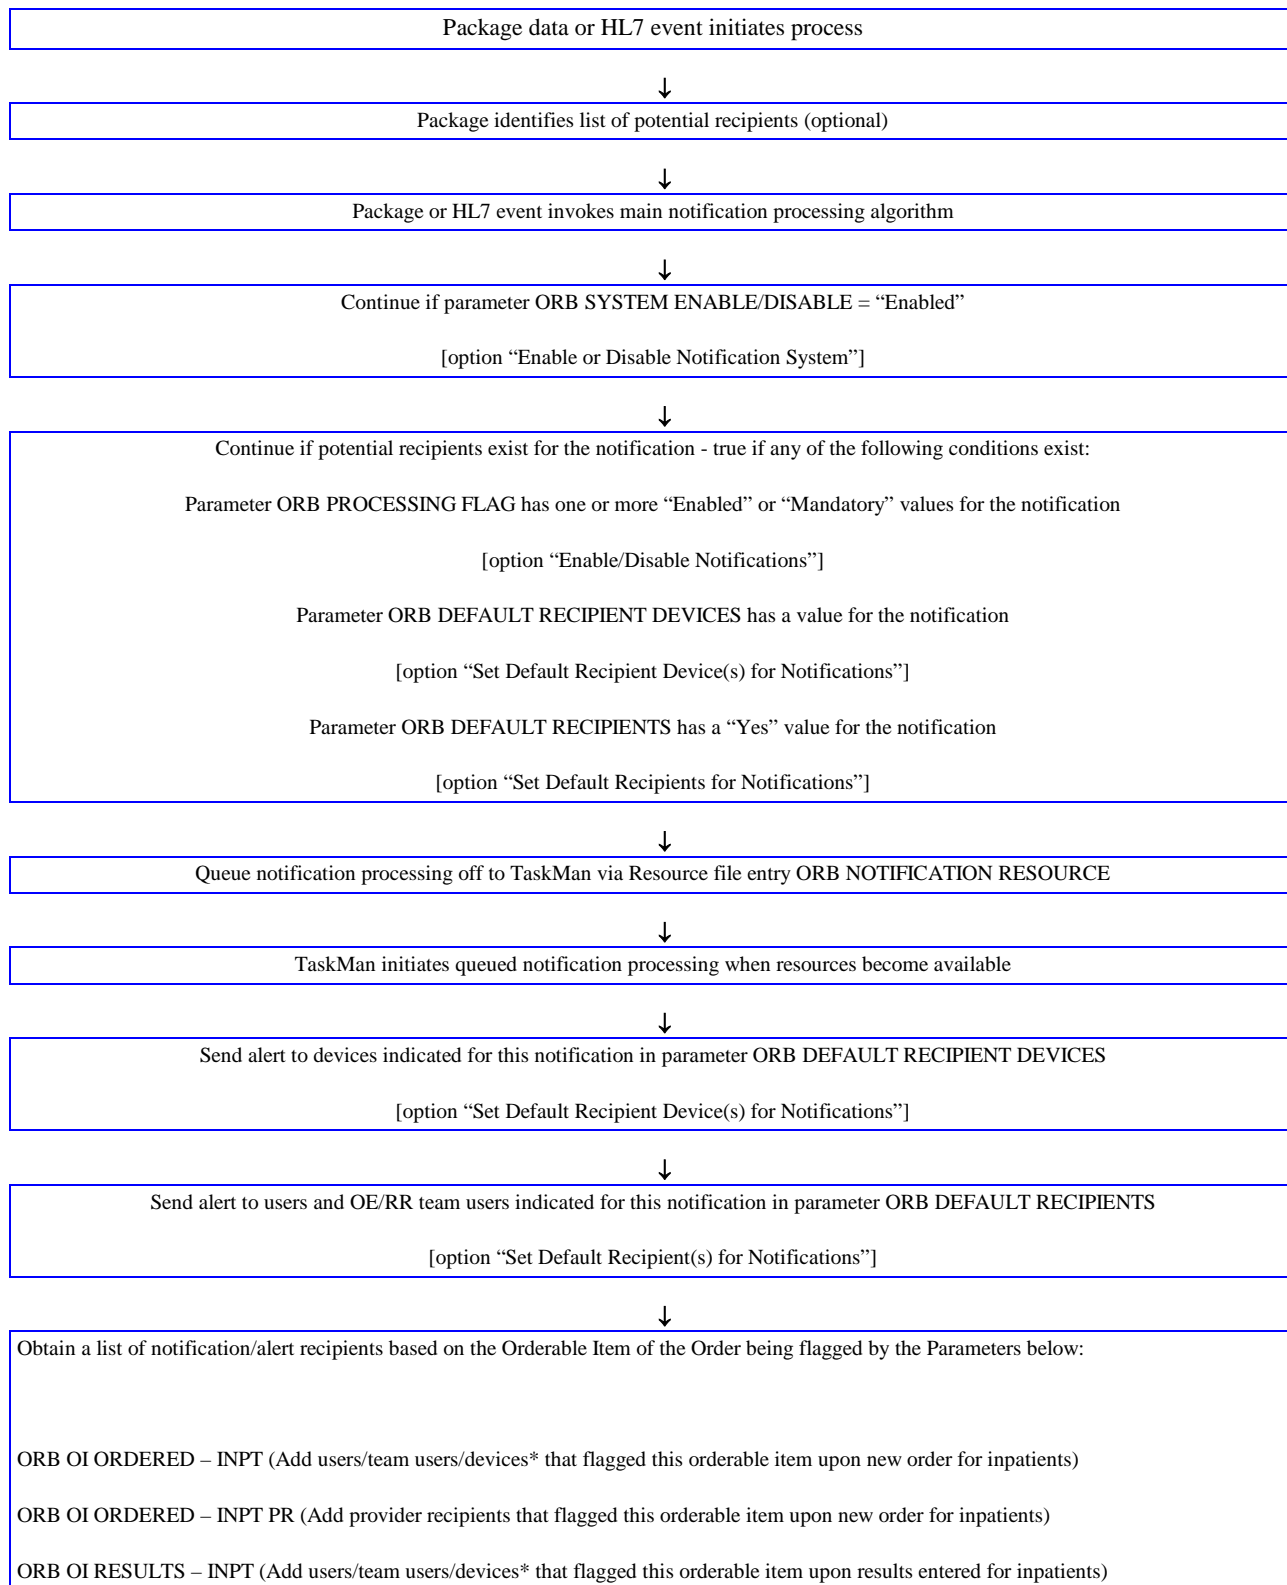 Package data or HL7 event initiates process
↓
Package identifies list of potential recipients (optional)
↓
Package or HL7 event invokes main notification processing algorithm
↓
Continue if parameter ORB SYSTEM ENABLE/DISABLE = “Enabled”
[option “Enable or Disable Notification System”]
↓
Continue if potential recipients exist for the notification - true if any of the following conditions exist:
Parameter ORB PROCESSING FLAG has one or more “Enabled” or “Mandatory” values for the notification
[option “Enable/Disable Notifications”]
Parameter ORB DEFAULT RECIPIENT DEVICES has a value for the notification
[option “Set Default Recipient Device(s) for Notifications”]
Parameter ORB DEFAULT RECIPIENTS has a “Yes” value for the notification
[option “Set Default Recipients for Notifications”]
↓
Queue notification processing off to TaskMan via Resource file entry ORB NOTIFICATION RESOURCE
↓
TaskMan initiates queued notification processing when resources become available
↓
Send alert to devices indicated for this notification in parameter ORB DEFAULT RECIPIENT DEVICES
[option “Set Default Recipient Device(s) for Notifications”]
↓
Send alert to users and OE/RR team users indicated for this notification in parameter ORB DEFAULT RECIPIENTS
[option “Set Default Recipient(s) for Notifications”]
↓
Obtain a list of notification/alert recipients based on the Orderable Item of the Order being flagged by the Parameters below:
ORB OI ORDERED – INPT (Add users/team users/devices* that flagged this orderable item upon new order for inpatients)
ORB OI ORDERED – INPT PR (Add provider recipients that flagged this orderable item upon new order for inpatients)
ORB OI RESULTS – INPT (Add users/team users/devices* that flagged this orderable item upon results entered for inpatients)